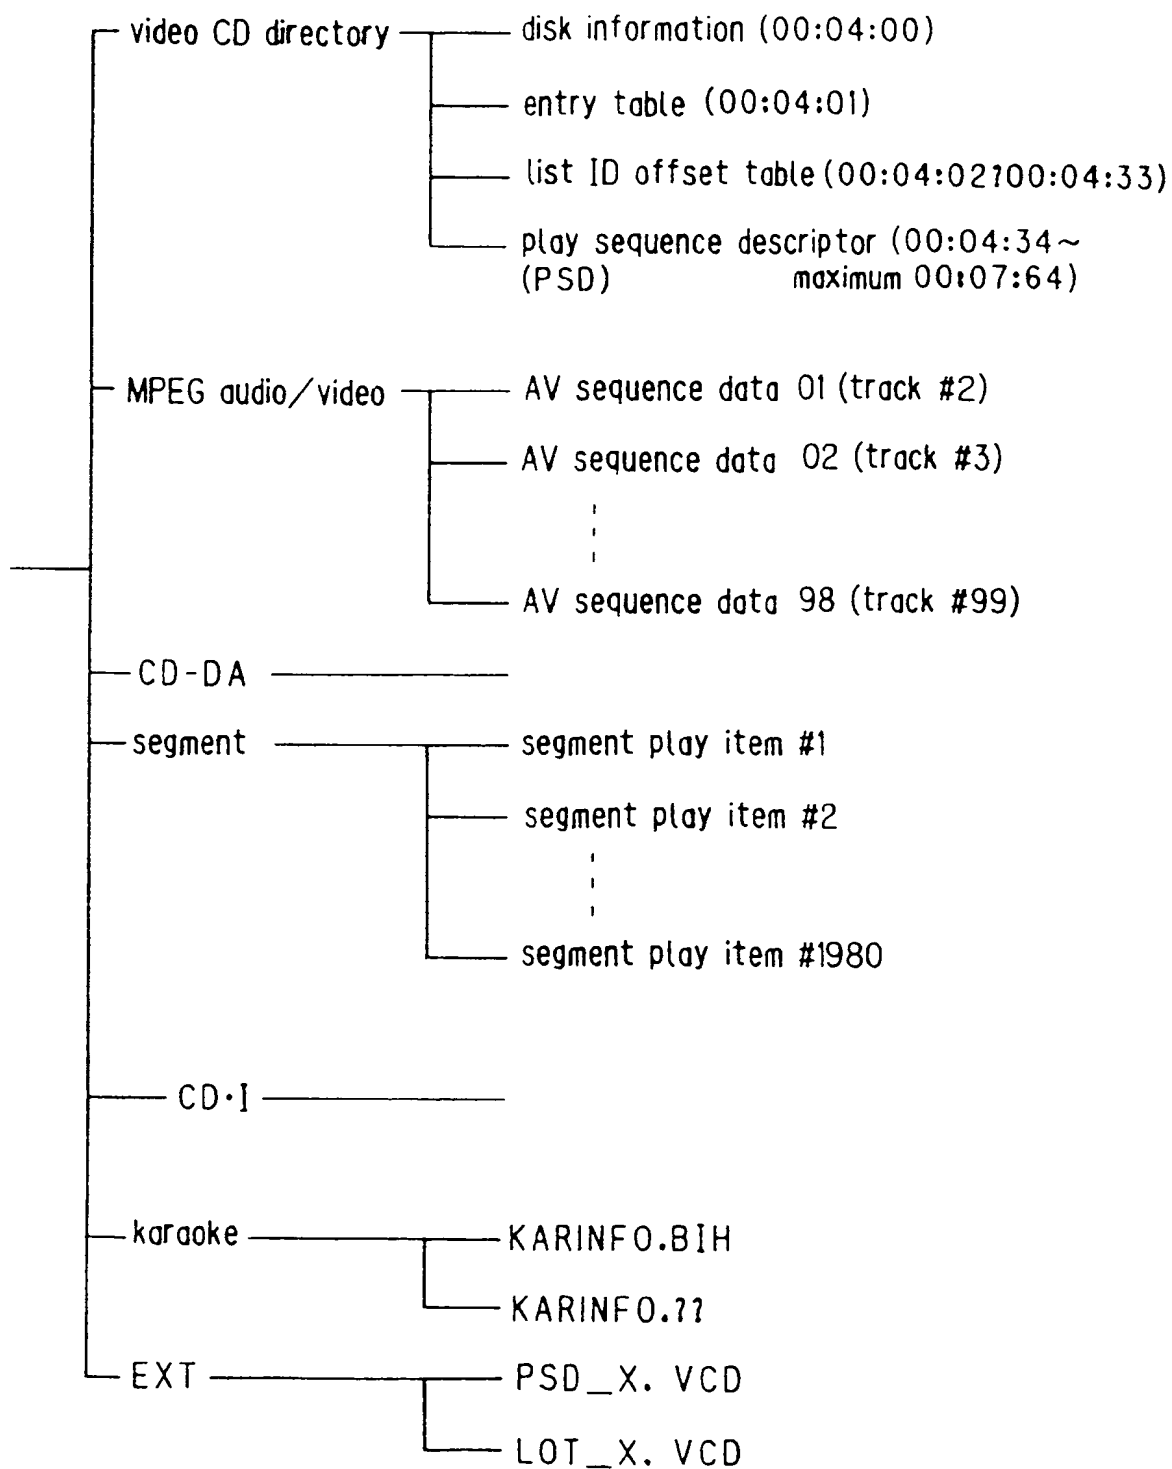 video CD directory
disk information (00:04:00)
entry table (00:04:01)
list ID offset table (00:04:02?00:04:33)
play sequence descriptor (00:04:34~
(PSD) maximum 00:07:64)
MPEG audio/video
AV sequence data 01 (track #2)
AV sequence data 02 (track #3)
AV sequence data 98 (track #99)
CD-DA
segment
segment play item #1
segment play item #2
segment play item #1980
CD·I
karaoke
KARINFO.BIH
KARINFO.??
EXT
PSD_X. VCD
LOT_X. VCD